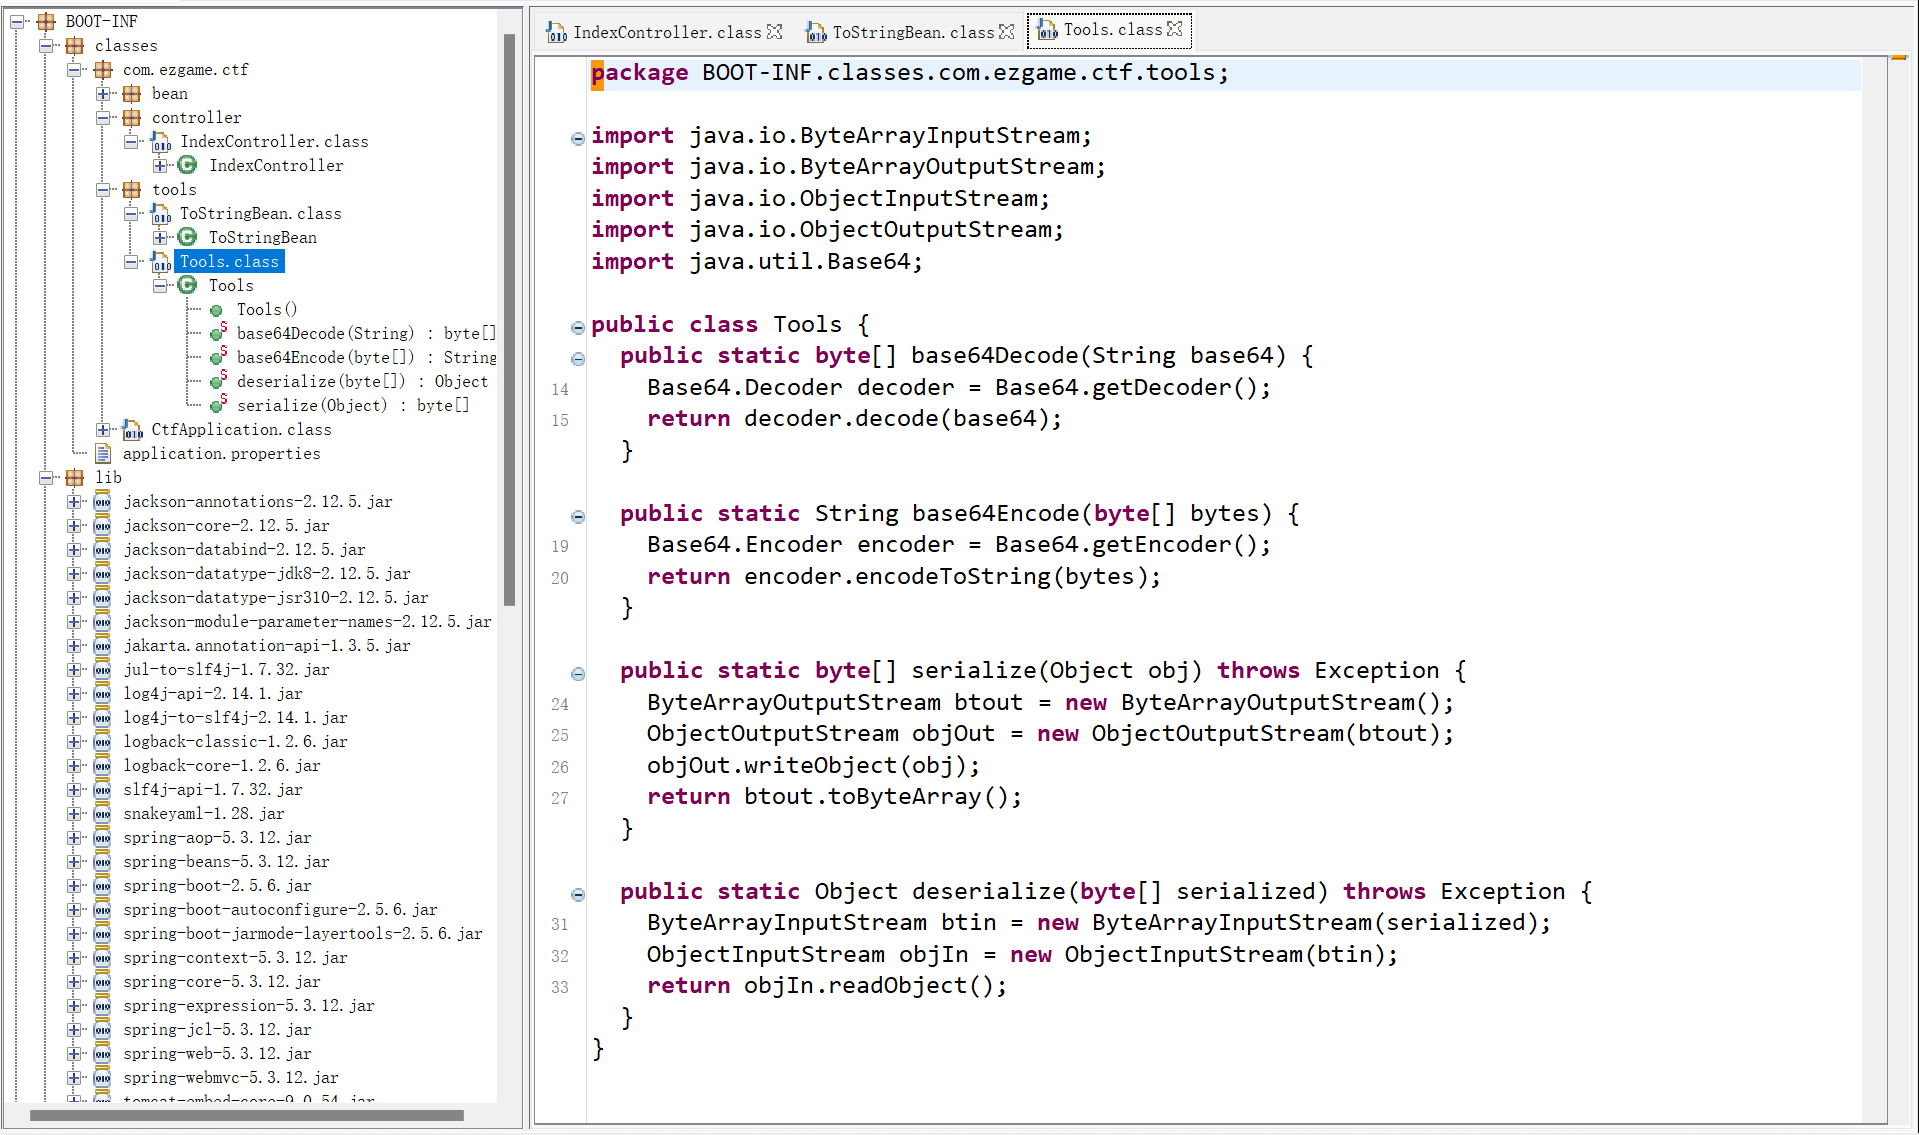 BOOT-INF
classes
com.ezgame.ctf
bean
controller
IndexController.class
IndexController
tools
ToStringBean.class
ToStringBean
Tools.class
Tools
Tools()
base64Decode(String) : byte[]
base64Encode(byte[]) : String
deserialize(byte[]) : Object
serialize(Object) : byte[]
CtfApplication.class
application.properties
lib
jackson-annotations-2.12.5.jar
jackson-core-2.12.5.jar
jackson-databind-2.12.5.jar
jackson-datatype-jdk8-2.12.5.jar
jackson-datatype-jsr310-2.12.5.jar
jackson-module-parameter-names-2.12.5.jar
jakarta.annotation-api-1.3.5.jar
jul-to-slf4j-1.7.32.jar
log4j-api-2.14.1.jar
log4j-to-slf4j-2.14.1.jar
logback-classic-1.2.6.jar
logback-core-1.2.6.jar
slf4j-api-1.7.32.jar
snakeyaml-1.28.jar
spring-aop-5.3.12.jar
spring-beans-5.3.12.jar
spring-boot-2.5.6.jar
spring-boot-autoconfigure-2.5.6.jar
spring-boot-jarmode-layertools-2.5.6.jar
spring-context-5.3.12.jar
spring-core-5.3.12.jar
spring-expression-5.3.12.jar
spring-jcl-5.3.12.jar
spring-web-5.3.12.jar
spring-webmvc-5.3.12.jar
tomcat-embed-core-9.0.54.jar
IndexController.class ToStringBean.class Tools.class
package BOOT-INF.classes.com.ezgame.ctf.tools;
import java.io.ByteArrayInputStream;
import java.io.ByteArrayOutputStream;
import java.io.ObjectInputStream;
import java.io.ObjectOutputStream;
import java.util.Base64;
public class Tools {
public static byte[] base64Decode(String base64) {
14 Base64.Decoder decoder = Base64.getDecoder();
15 return decoder.decode(base64);
}
public static String base64Encode(byte[] bytes) {
19 Base64.Encoder encoder = Base64.getEncoder();
20 return encoder.encodeToString(bytes);
}
public static byte[] serialize(Object obj) throws Exception {
24 ByteArrayOutputStream btout = new ByteArrayOutputStream();
25 ObjectOutputStream objOut = new ObjectOutputStream(btout);
26 objOut.writeObject(obj);
27 return btout.toByteArray();
}
public static Object deserialize(byte[] serialized) throws Exception {
31 ByteArrayInputStream btin = new ByteArrayInputStream(serialized);
32 ObjectInputStream objIn = new ObjectInputStream(btin);
33 return objIn.readObject();
}
}